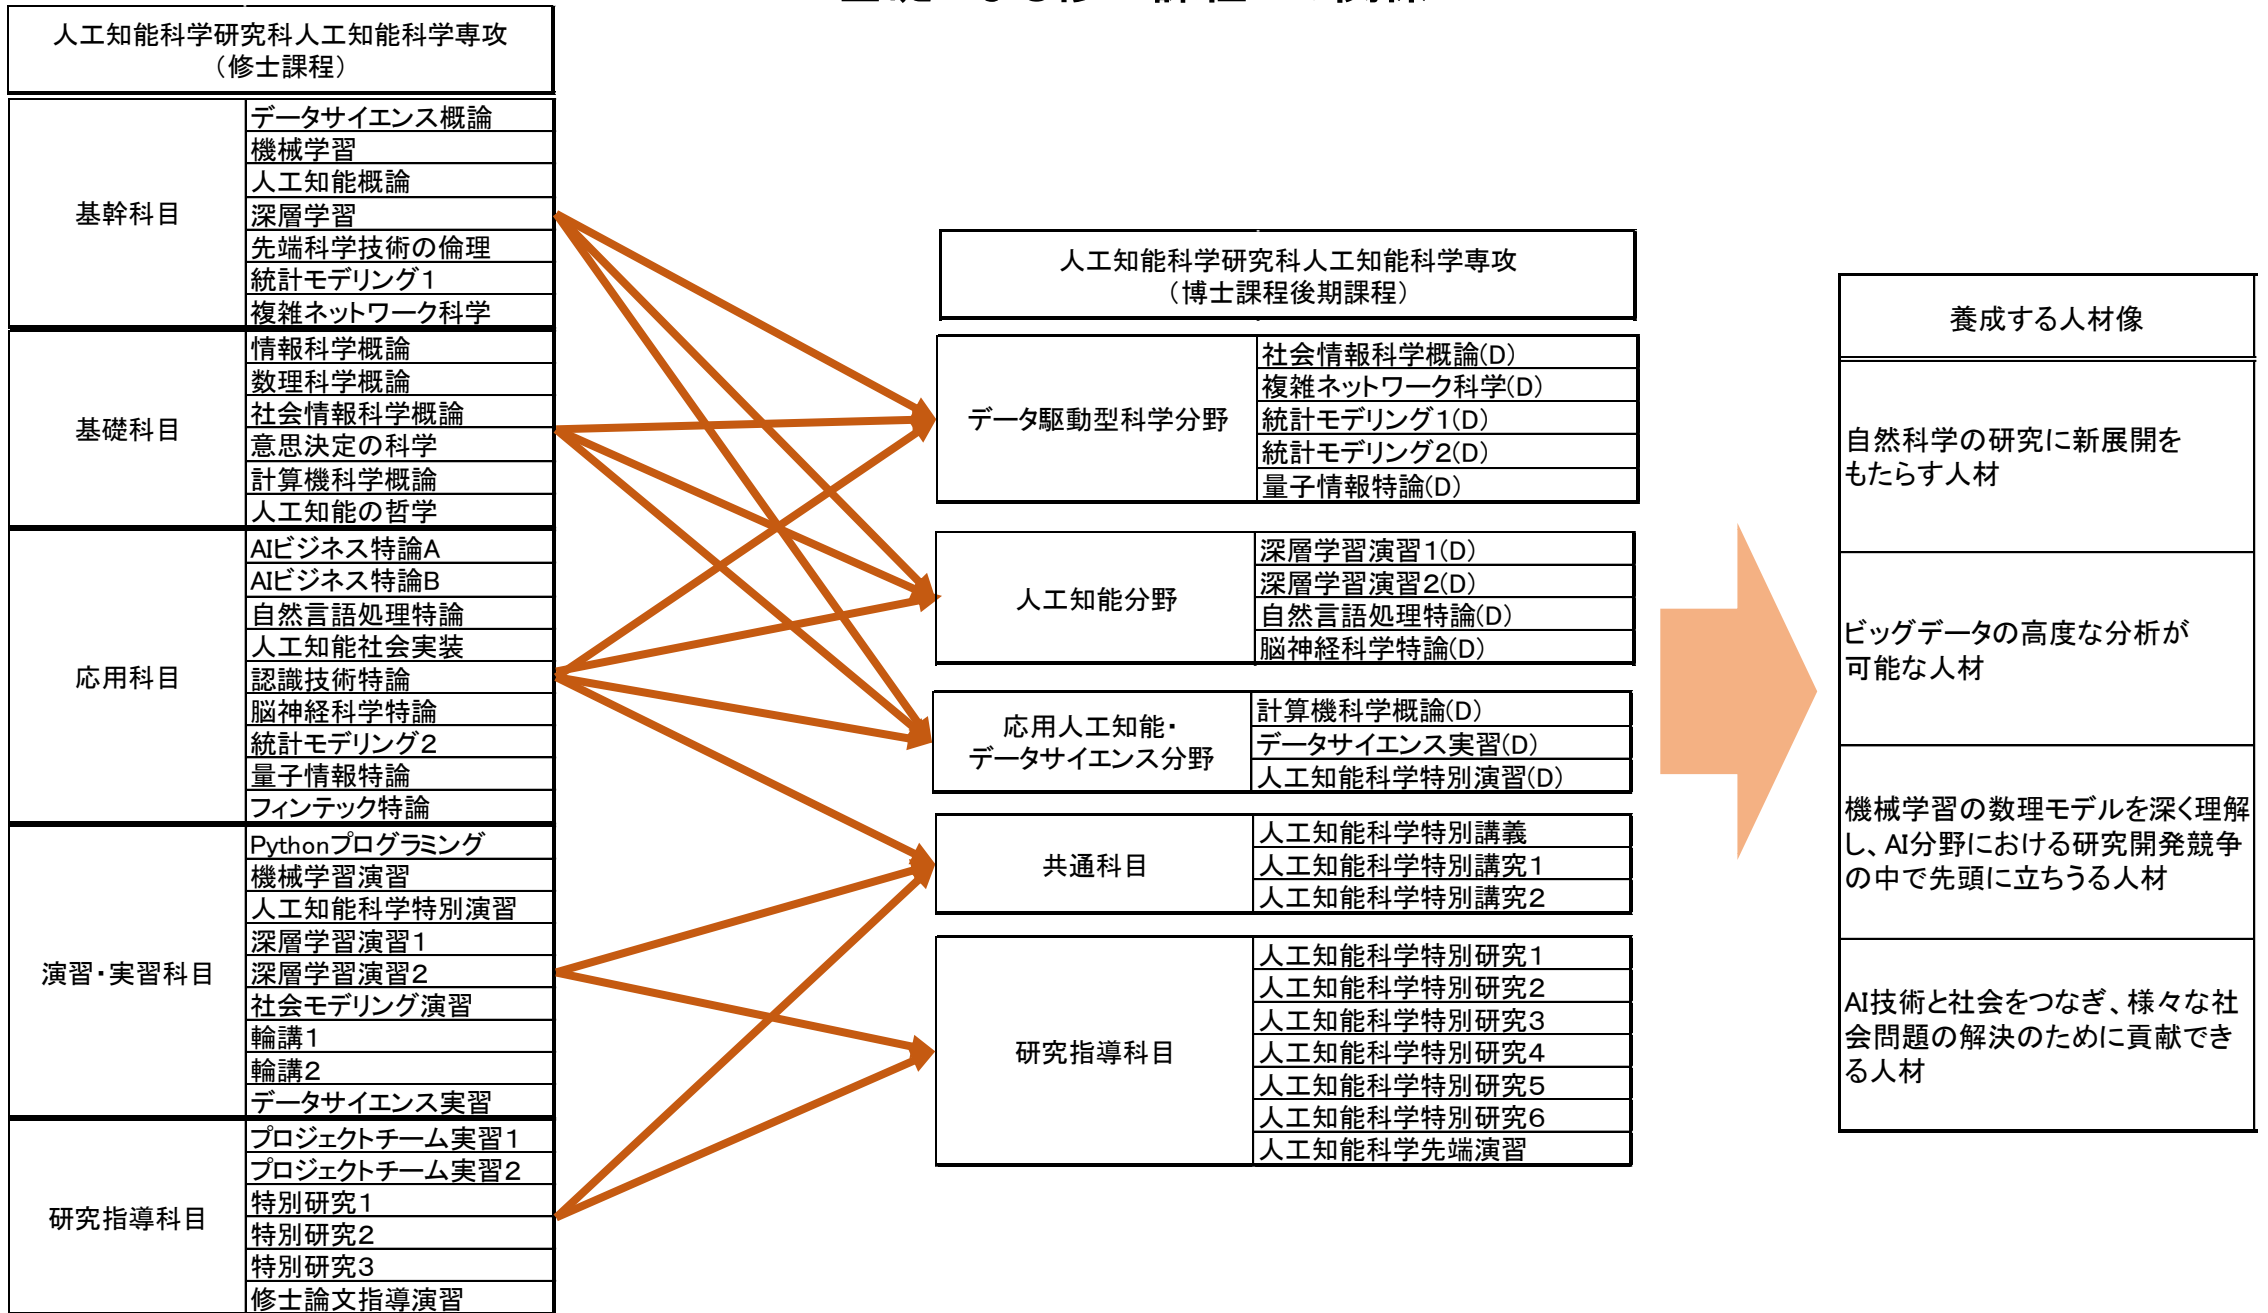 人工知能科学研究科人工知能科学専攻
（修士課程）
基幹科目
データサイエンス概論
機械学習
人工知能概論
深層学習
先端科学技術の倫理
統計モデリング1
複雑ネットワーク科学
基礎科目
情報科学概論
数理科学概論
社会情報科学概論
意思決定の科学
計算機科学概論
人工知能の哲学
応用科目
AIビジネス特論A
AIビジネス特論B
自然言語処理特論
人工知能社会実装
認識技術特論
脳神経科学特論
統計モデリング2
量子情報特論
フィンテック特論
演習・実習科目
Pythonプログラミング
機械学習演習
人工知能科学特別演習
深層学習演習1
深層学習演習2
社会モデリング演習
輪講1
輪講2
データサイエンス実習
研究指導科目
プロジェクトチーム実習1
プロジェクトチーム実習2
特別研究1
特別研究2
特別研究3
修士論文指導演習
人工知能科学研究科人工知能科学専攻
（博士課程後期課程）
データ駆動型科学分野
社会情報科学概論(D)
複雑ネットワーク科学(D)
統計モデリング1(D)
統計モデリング2(D)
量子情報特論(D)
人工知能分野
深層学習演習1(D)
深層学習演習2(D)
自然言語処理特論(D)
脳神経科学特論(D)
応用人工知能・
データサイエンス分野
計算機科学概論(D)
データサイエンス実習(D)
人工知能科学特別演習(D)
共通科目
人工知能科学特別講義
人工知能科学特別講究1
人工知能科学特別講究2
研究指導科目
人工知能科学特別研究1
人工知能科学特別研究2
人工知能科学特別研究3
人工知能科学特別研究4
人工知能科学特別研究5
人工知能科学特別研究6
人工知能科学先端演習
養成する人材像
自然科学の研究に新展開を
もたらす人材
ビッグデータの高度な分析が
可能な人材
機械学習の数理モデルを深く理解
し、AI分野における研究開発競争
の中で先頭に立ちうる人材
AI技術と社会をつなぎ、様々な社
会問題の解決のために貢献でき
る人材